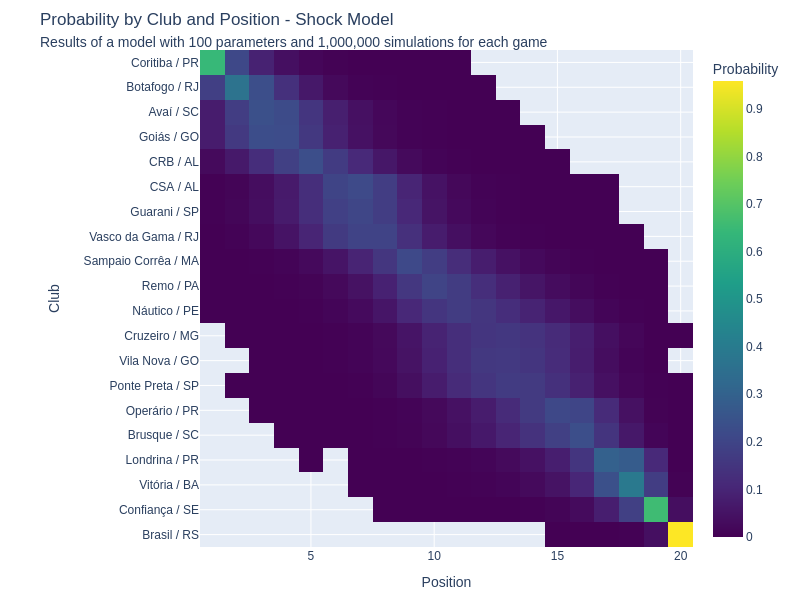 Probability by Club and Position - Shock Model
Results of a model with 100 parameters and 1,000,000 simulations for each game
Coritiba / PR
Botafogo / RJ
Avaí / SC
Goiás / GO
CRB / AL
CSA / AL
Guarani / SP
Vasco da Gama / RJ
Sampaio Corrêa / MA
Remo / PA
Náutico / PE
Cruzeiro / MG
Vila Nova / GO
Ponte Preta / SP
Operário / PR
Brusque / SC
Londrina / PR
Vitória / BA
Confiança / SE
Brasil / RS
Club
5
10
15
20
Position
Probability
0.9
0.8
0.7
0.6
0.5
0.4
0.3
0.2
0.1
0